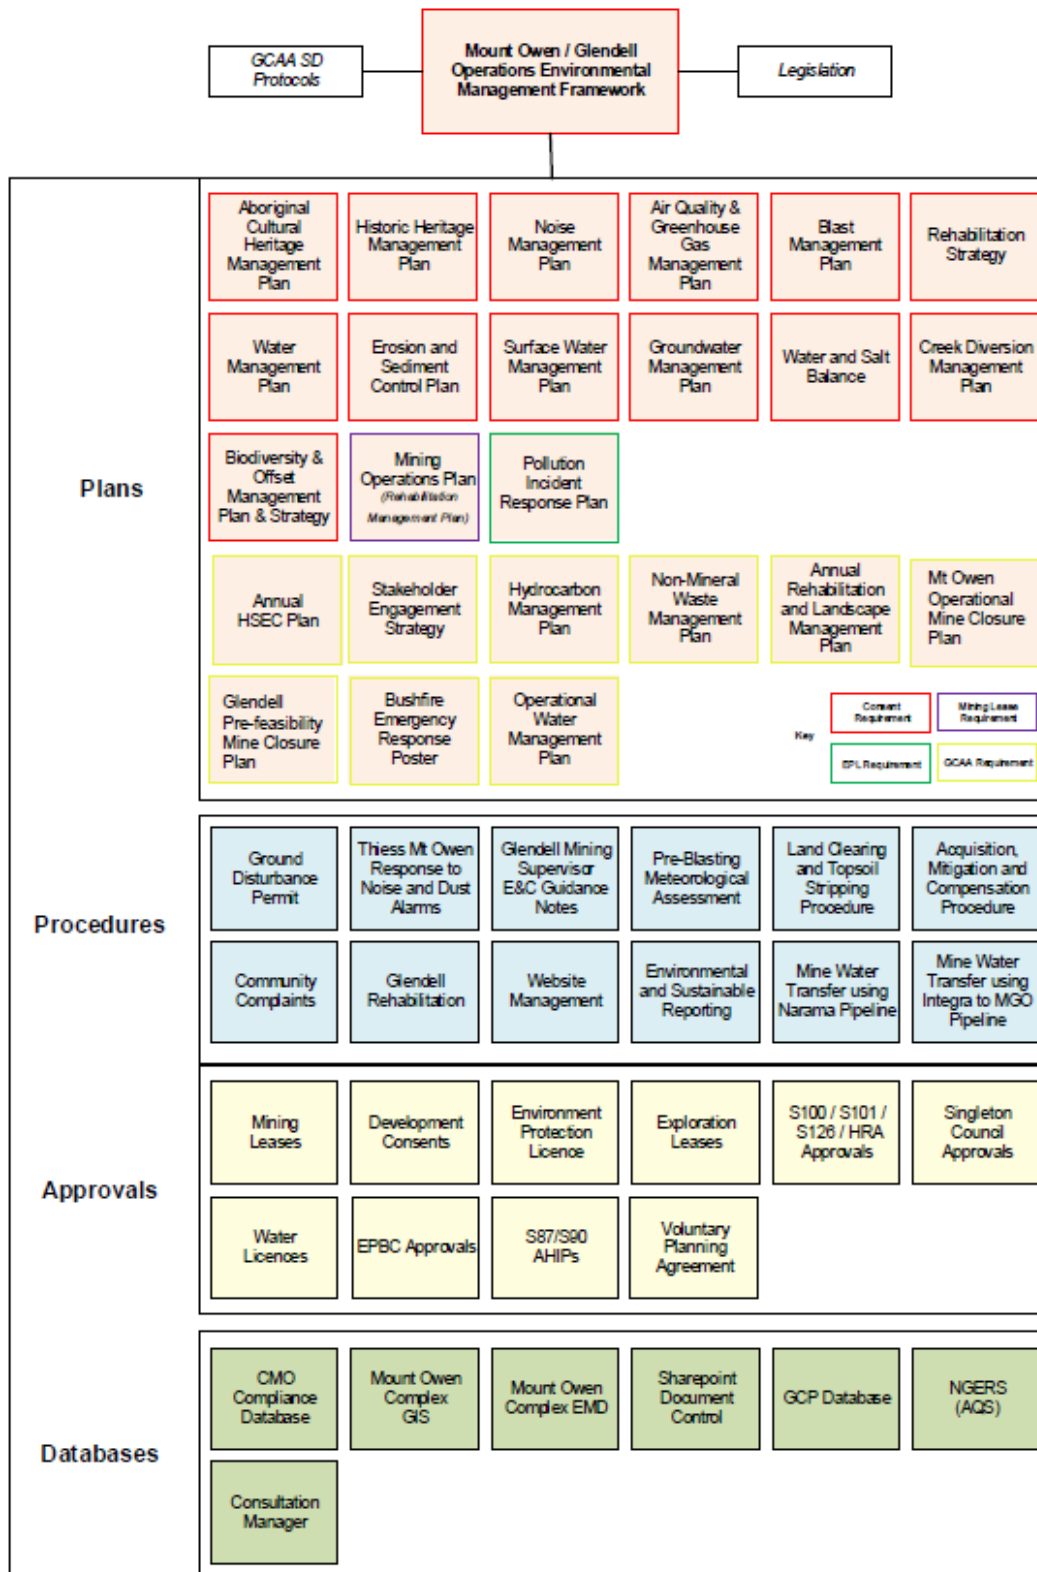 GCAA SD
Protocols
Mount Owen / Glendell
Operations Environmental
Management Framework
Legislation
Plans
Aboriginal
Cultural
Heritage
Management
Plan
Historic Heritage
Management
Plan
Noise
Management
Plan
Air Quality &
Greenhouse
Gas
Management
Plan
Blast
Management
Plan
Rehabilitation
Strategy
Water
Management
Plan
Erosion and
Sediment
Control Plan
Surface Water
Management
Plan
Groundwater
Management
Plan
Water and Salt
Balance
Creek Diversion
Management
Plan
Biodiversity &
Offset
Management
Plan & Strategy
Mining
Operations Plan
(Rehabilitation
Management Plan)
Pollution
Incident
Response Plan
Annual
HSEC Plan
Stakeholder
Engagement
Strategy
Hydrocarbon
Management
Plan
Non-Mineral
Waste
Management
Plan
Annual
Rehabilitation
and Landscape
Management
Plan
Mt Owen
Operational
Mine Closure
Plan
Glendell
Pre-feasibility
Mine Closure
Plan
Bushfire
Emergency
Response
Poster
Operational
Water
Management
Plan
Key
Consent
Requirement
Mining Lease
Requirement
EPL Requirement
GCAA Requirement
Procedures
Ground
Disturbance
Permit
Thiess Mt Owen
Response to
Noise and Dust
Alarms
Glendell Mining
Supervisor
E&C Guidance
Notes
Pre-Blasting
Meteorological
Assessment
Land Clearing
and Topsoil
Stripping
Procedure
Acquisition,
Mitigation and
Compensation
Procedure
Community
Complaints
Glendell
Rehabilitation
Website
Management
Environmental
and Sustainable
Reporting
Mine Water
Transfer using
Narama Pipeline
Mine Water
Transfer using
Integra to MGO
Pipeline
Approvals
Mining
Leases
Development
Consents
Environment
Protection
Licence
Exploration
Leases
S100 / S101 /
S126 / HRA
Approvals
Singleton
Council
Approvals
Water
Licences
EPBC Approvals
S87/S90
AHIPs
Voluntary
Planning
Agreement
Databases
CMO
Compliance
Database
Mount Owen
Complex
GIS
Mount Owen
Complex EMD
Sharepoint
Document
Control
GCP Database
NGERS
(AQS)
Consultation
Manager